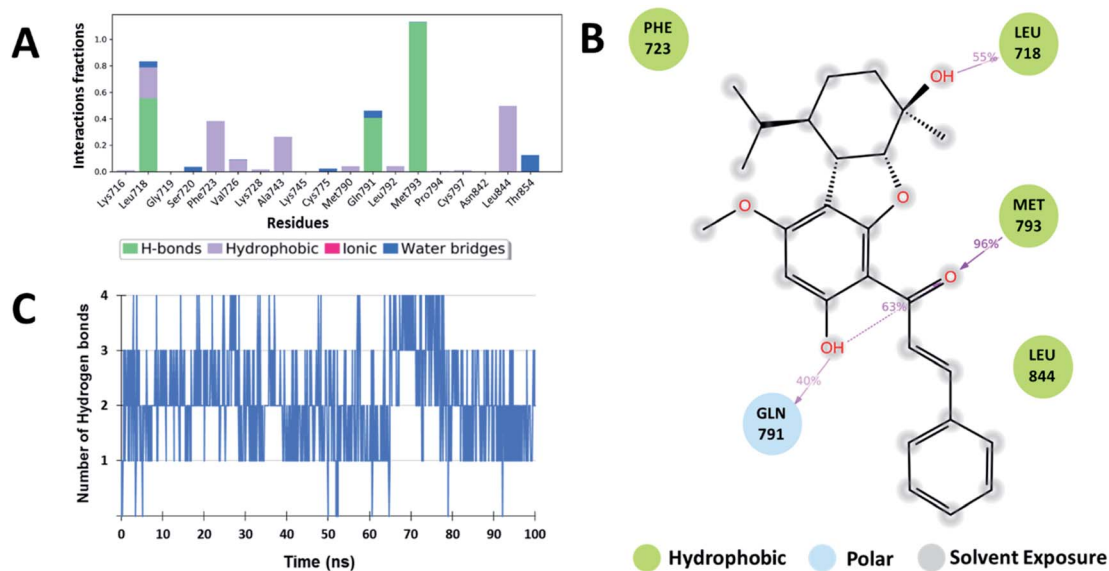 A
Interactions fractions
1.0
0.8
0.6
0.4
0.2
0.0
Lys716
Leu718
Gly719
Ser720
Phe723
Val726
Lys728
Ala743
Lys745
Cys775
Met790
Gln791
Leu792
Met793
Pro794
Cys797
Asn842
Leu844
Thr854
Residues
H-bonds Hydrophobic Ionic Water bridges
C
Number of Hydrogen bonds
4
3
2
1
0 10 20 30 40 50 60 70 80 90 100
Time (ns)
B
PHE
723
LEU
718
55%
OH
O
O
MET
793
96%
O
63%
OH
40%
GLN
791
LEU
844
Hydrophobic Polar Solvent Exposure